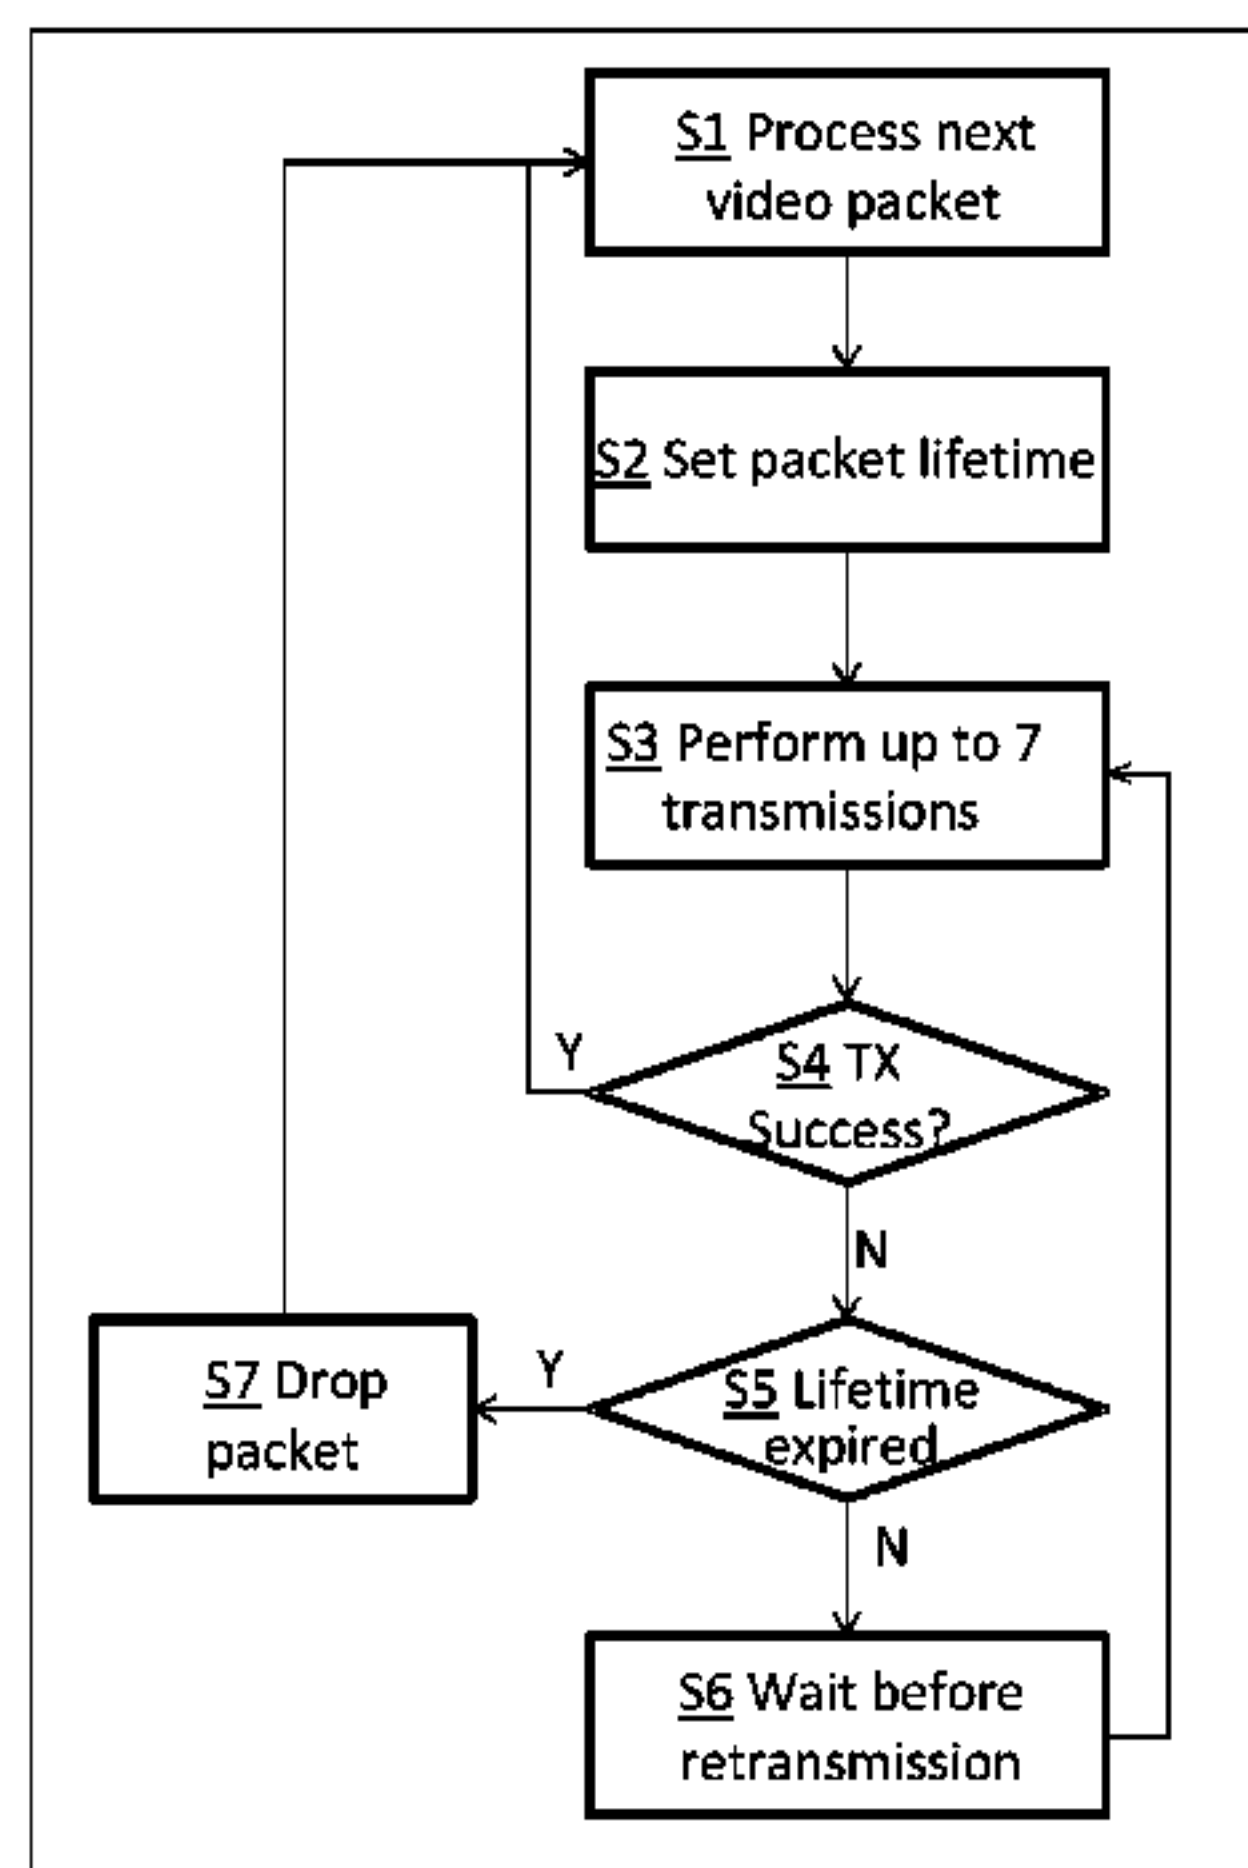 S1 Process next
video packet
S2 Set packet lifetime
S3 Perform up to 7
transmissions
Y
S4 TX
Success?
N
S7 Drop
packet
Y
S5 Lifetime
expired
N
S6 Wait before
retransmission